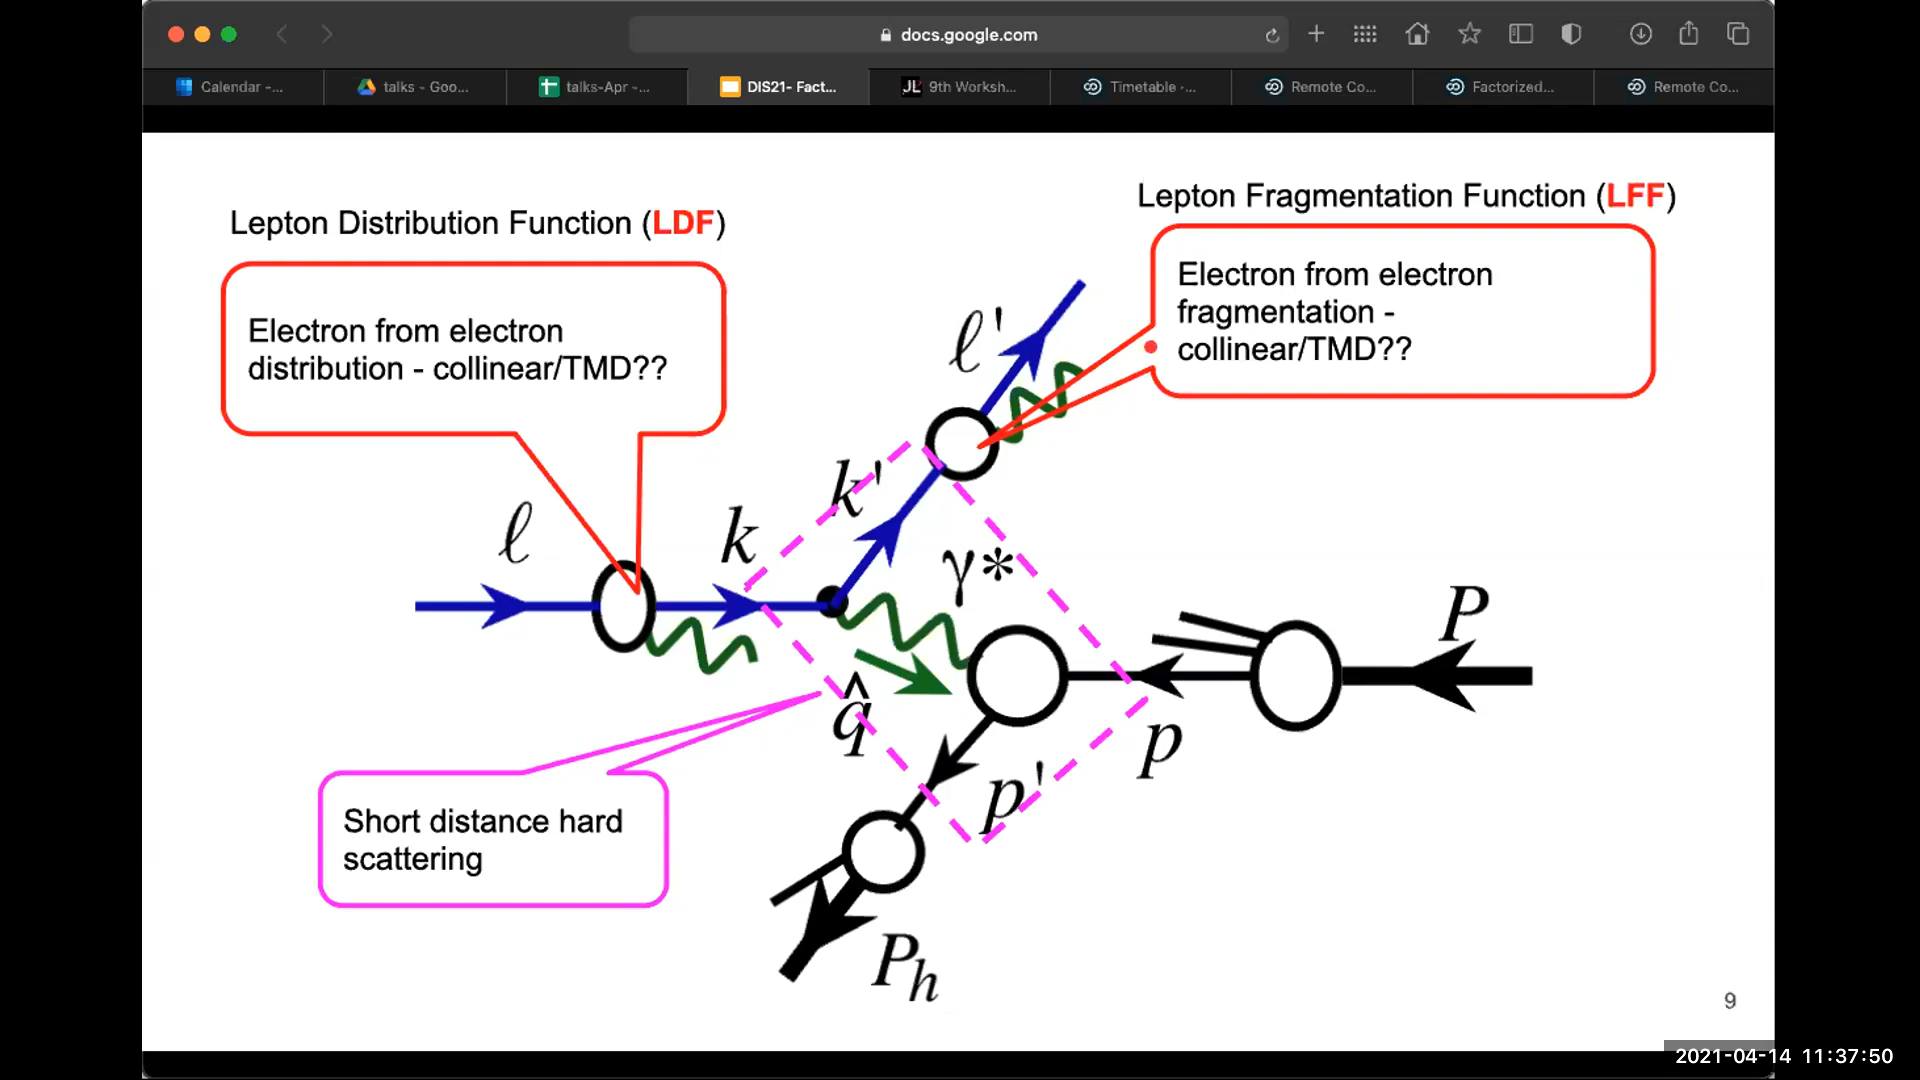 docs.google.com
Calendar -...
talks - Goo...
talks-Apr -...
DIS21- Fact...
JL 9th Worksh...
Timetable ·...
Remote Co...
Factorized...
Remote Co...
Lepton Distribution Function (LDF)
Lepton Fragmentation Function (LFF)
Electron from electron
distribution - collinear/TMD??
Electron from electron
fragmentation -
collinear/TMD??
ℓ'
k'
ℓ
k
γ*
P
q̂
p
p'
Short distance hard
scattering
Ph
9
2021-04-14 11:37:50